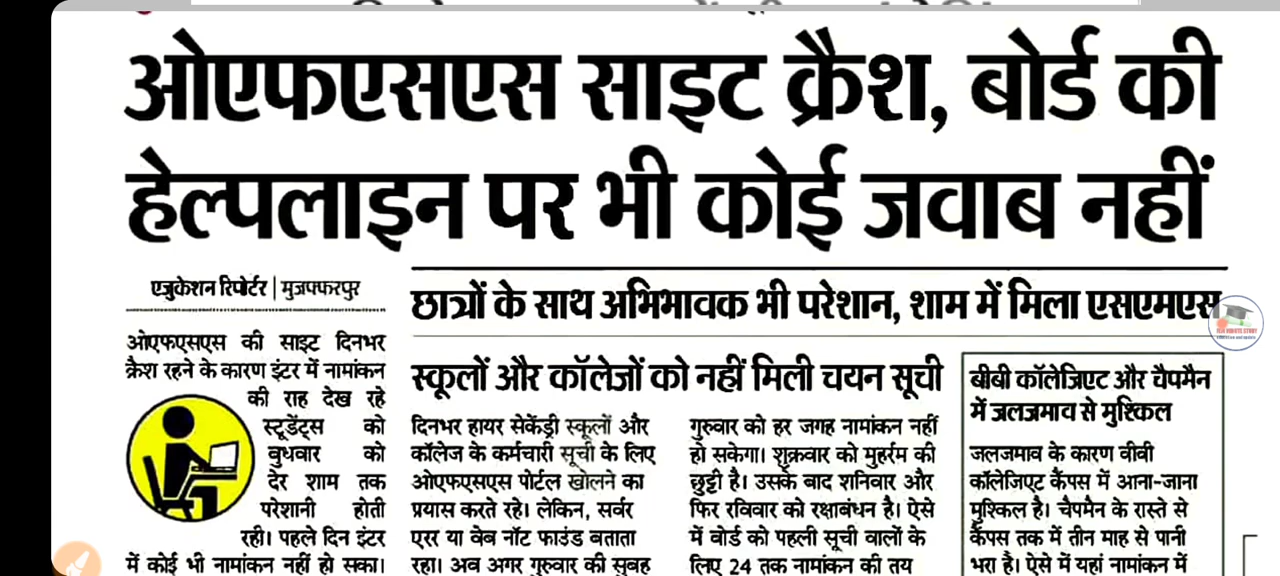 ओएफएसएस साइट क्रैश, बोर्ड की
हेल्पलाइन पर भी कोई जवाब नहीं
एजुकेशन रिपोर्टर | मुजफ्फरपुर
ओएफएसएस की साइट दिनभर
क्रैश रहने के कारण इंटर में नामांकन
की राह देख रहे
स्टूडेंट्स को
बुधवार को
देर शाम तक
परेशानी होती
रही। पहले दिन इंटर
में कोई भी नामांकन नहीं हो सका।
छात्रों के साथ अभिभावक भी परेशान, शाम में मिला एसएमएस
स्कूलों और कॉलेजों को नहीं मिली चयन सूची
दिनभर हायर सेकेंड्री स्कूलों और
कॉलेज के कर्मचारी सूची के लिए
ओएफएसएस पोर्टल खोलने का
प्रयास करते रहे। लेकिन, सर्वर
एरर या वेब नॉट फाउंड बताता
रहा। अब अगर गुरुवार की सुबह
गुरुवार को हर जगह नामांकन नहीं
हो सकेगा। शुक्रवार को मुहर्रम की
छुट्टी है। उसके बाद शनिवार और
फिर रविवार को रक्षाबंधन है। ऐसे
में बोर्ड को पहली सूची वालों के
लिए 24 तक नामांकन की तय
बीबी कॉलेजिएट और चैपमैन
में जलजमाव से मुश्किल
जलजमाव के कारण वीवी
कॉलिजिएट कैंपस में आना-जाना
मुश्किल है। चैपमैन के रास्ते से
कैंपस तक में तीन माह से पानी
भरा है। ऐसे में यहां नामांकन में